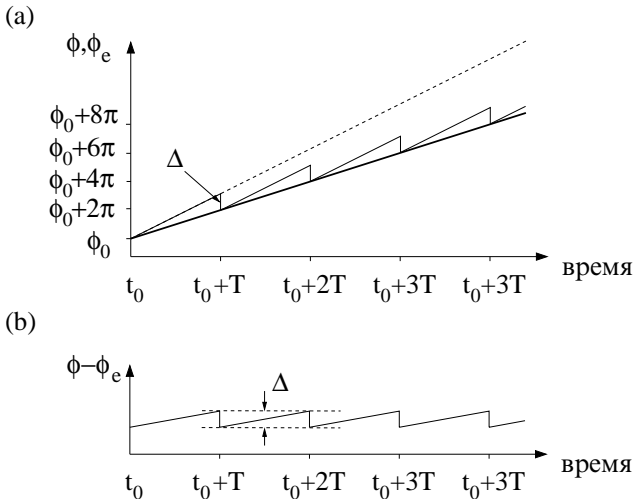 (a)
ϕ,ϕe
ϕ0+8π
ϕ0+6π
ϕ0+4π
ϕ0+2π
ϕ0
Δ
время
t0 t0+T t0+2T t0+3T t0+3T
(b)
ϕ−ϕe
Δ
время
t0 t0+T t0+2T t0+3T t0+3T